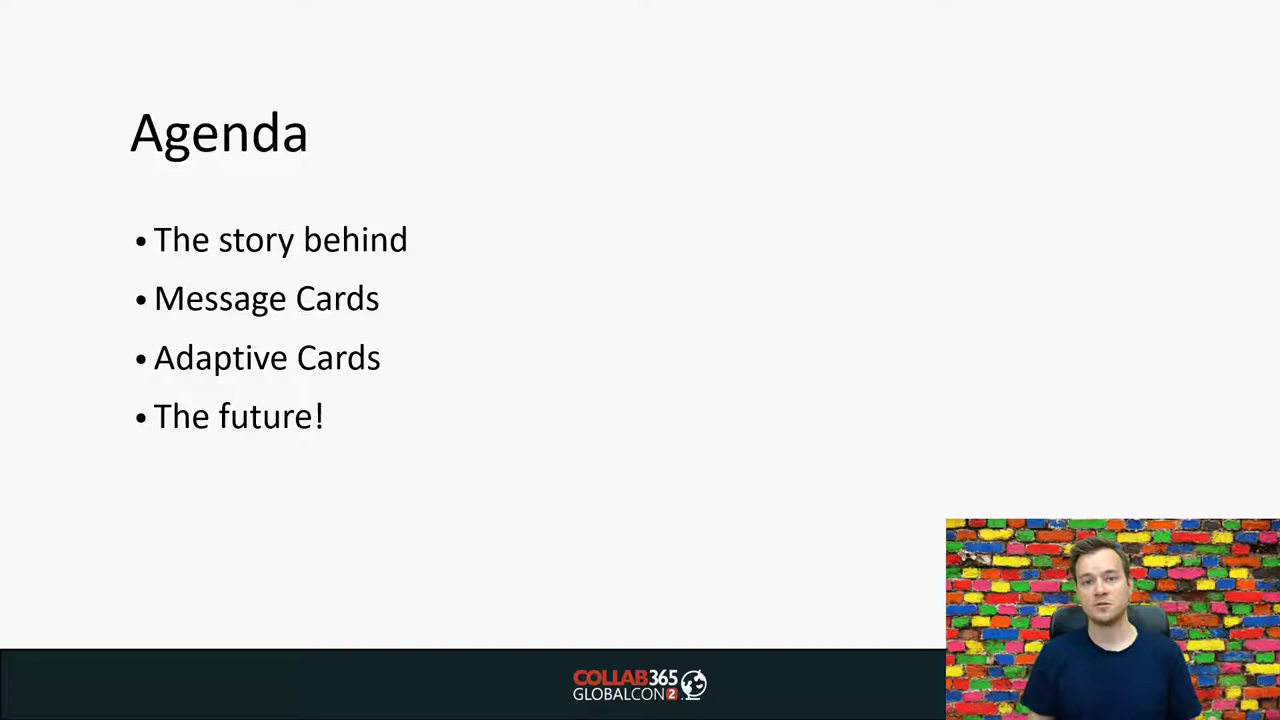 Agenda
• The story behind
• Message Cards
• Adaptive Cards
• The future!
COLLAB365
GLOBALCON2